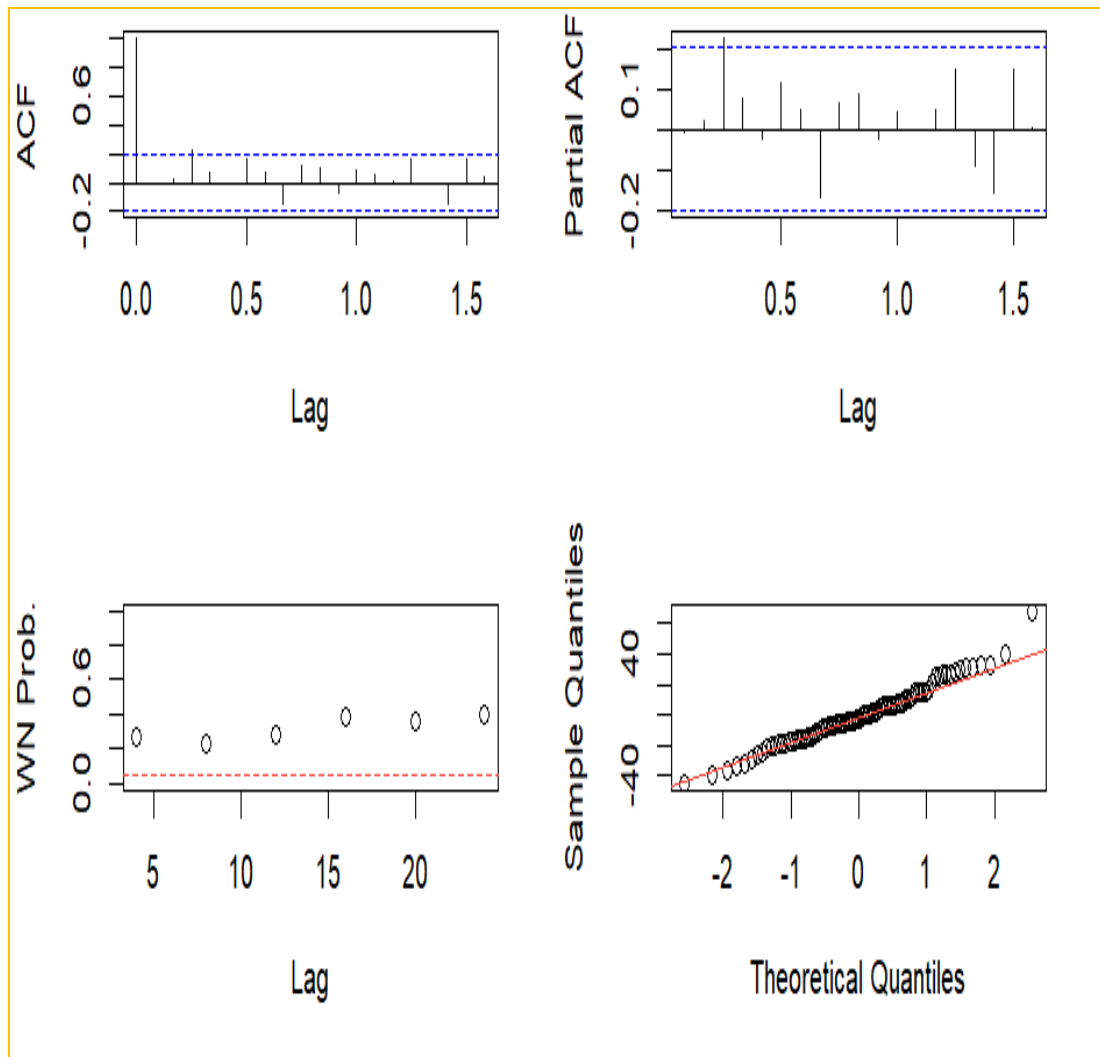 ACF
0.6
-0.2
0.0 0.5 1.0 1.5
Lag
Partial ACF
0.1
-0.2
0.5 1.0 1.5
Lag
WN Prob.
0.6
0.0
5 10 15 20
Lag
Sample Quantiles
40
-40
-2 -1 0 1 2
Theoretical Quantiles